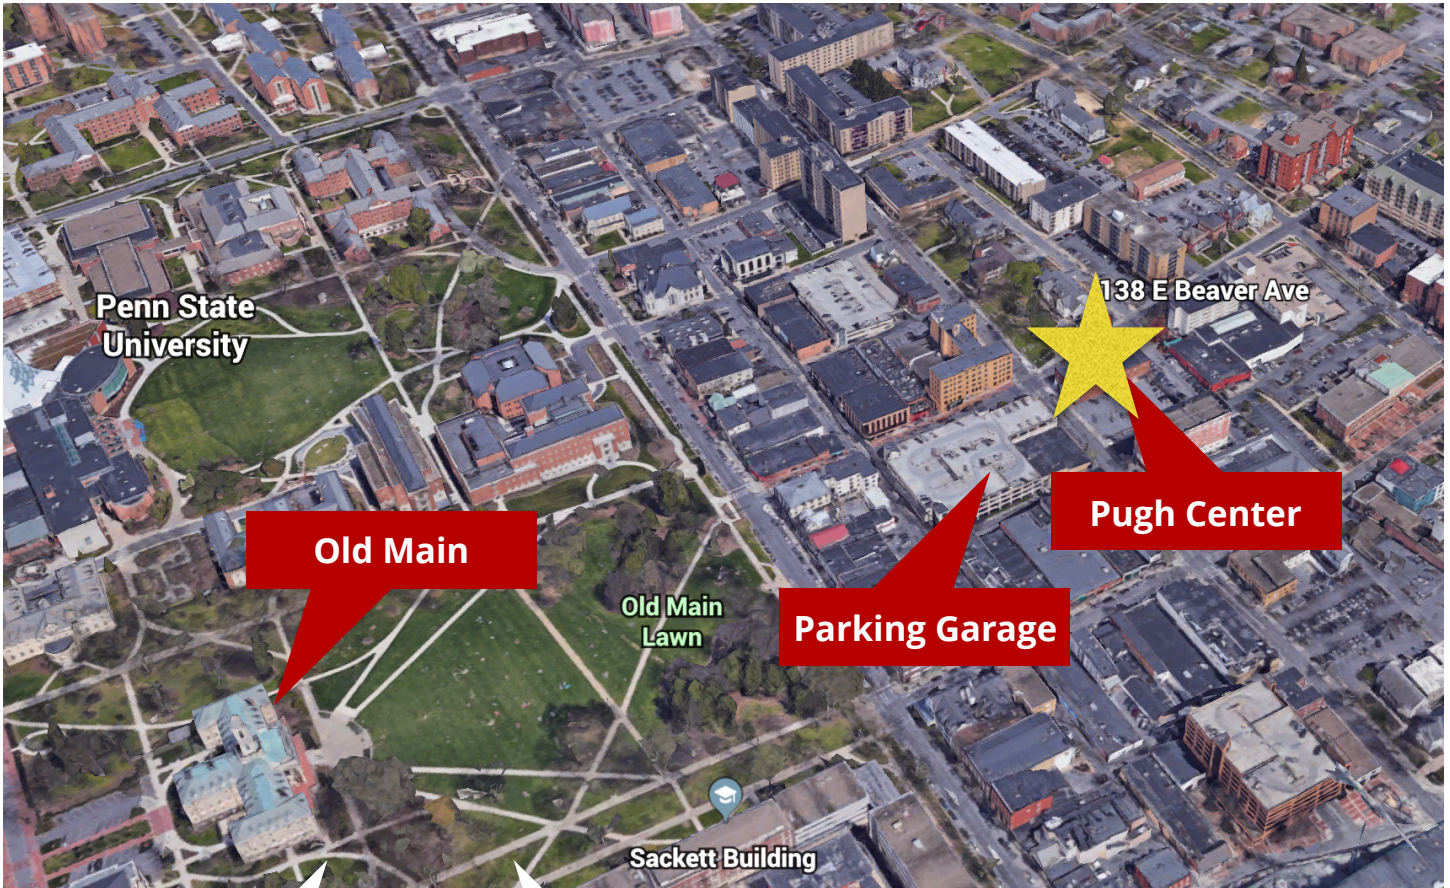 138 E Beaver Ave
Penn State
University
Pugh Center
Old Main
Old Main
Lawn
Parking Garage
Sackett Building